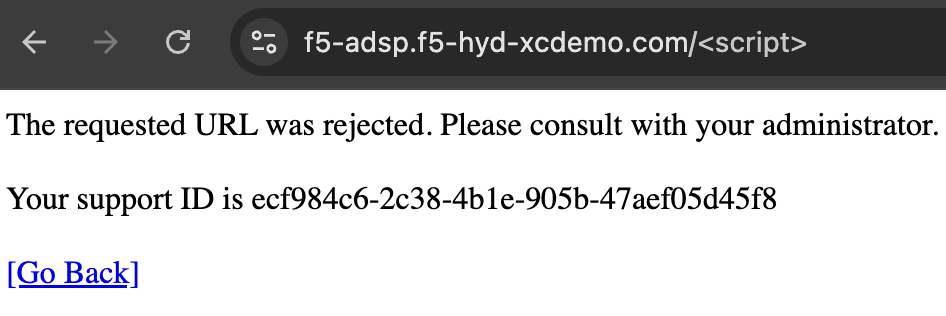 f5-adsp.f5-hyd-xcdemo.com/<script>
The requested URL was rejected. Please consult with your administrator.
Your support ID is ecf984c6-2c38-4b1e-905b-47aef05d45f8
[Go Back]